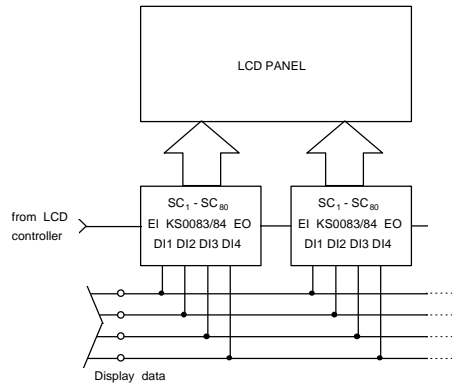 LCD PANEL
SC1 - SC80
EI KS0083/84 EO
DI1 DI2 DI3 DI4
SC1 - SC80
EI KS0083/84 EO
DI1 DI2 DI3 DI4
from LCD
controller
Display data